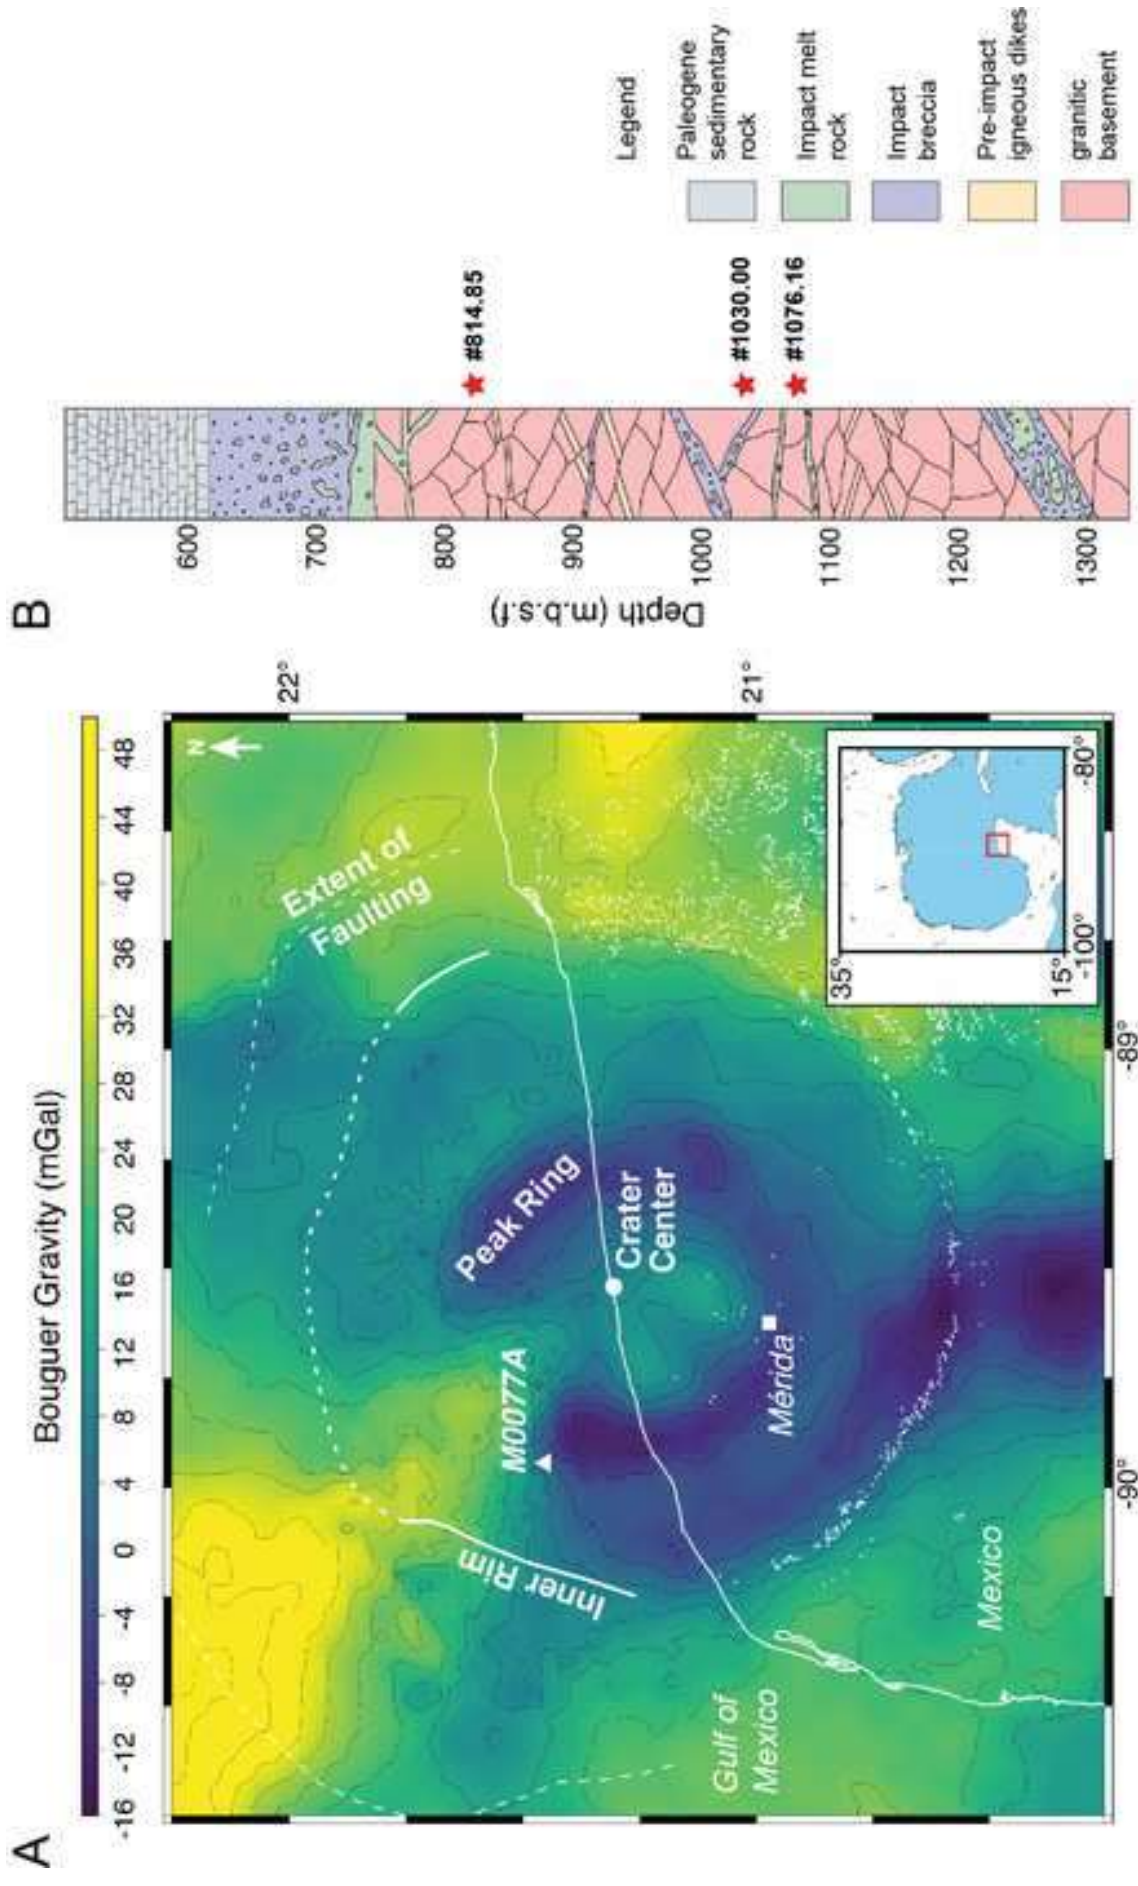 A
Bouguer Gravity (mGal)
-16 -12 -8 -4 0 4 8 12 16 20 24 28 32 36 40 44 48
N
22°
21°
-90°
-89°
Extent of
Faulting
Inner Rim
Peak Ring
M0077A
Crater
Center
Mérida
Gulf of
Mexico
Mexico
35°
15°
-100°
-80°
B
Depth (m.b.s.f)
600
700
800
900
1000
1100
1200
1300
#814.85
#1030.00
#1076.16
Legend
Paleogene
sedimentary
rock
Impact melt
rock
Impact
breccia
Pre-impact
igneous dikes
granitic
basement